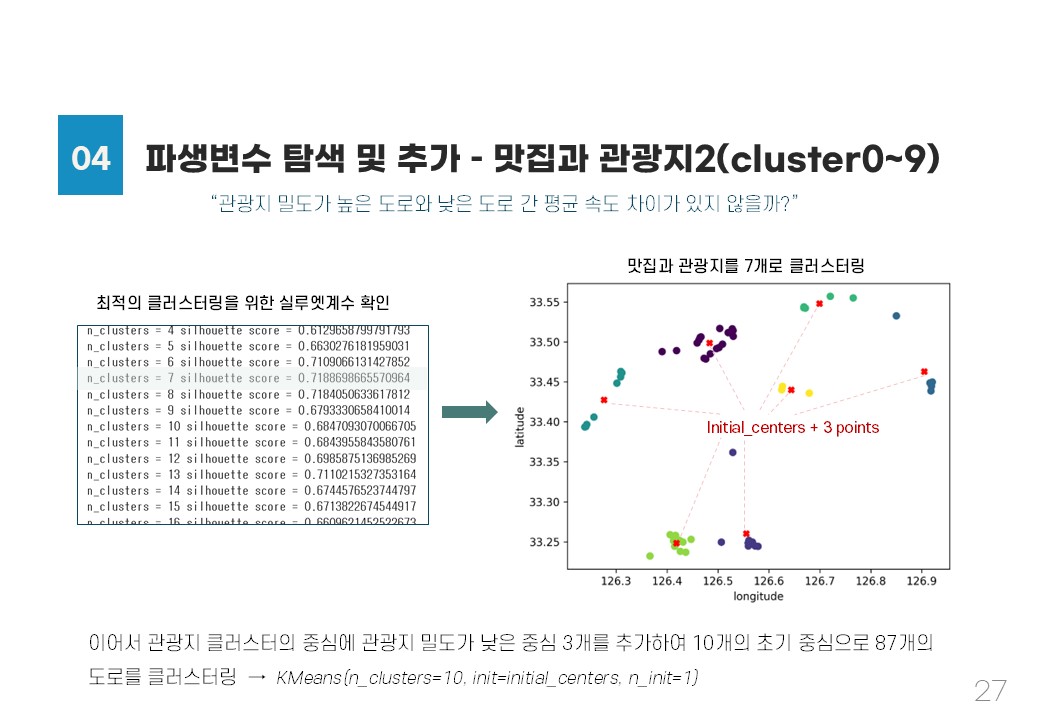 04
파생변수 탐색 및 추가 - 맛집과 관광지2(cluster0~9)
“관광지 밀도가 높은 도로와 낮은 도로 간 평균 속도 차이가 있지 않을까?”
최적의 클러스터링을 위한 실루엣계수 확인
n_clusters = 4 silhouette score = 0.6129658799791793
n_clusters = 5 silhouette score = 0.6630276181959031
n_clusters = 6 silhouette score = 0.7109066131427852
n_clusters = 7 silhouette score = 0.7188698665570964
n_clusters = 8 silhouette score = 0.7184050633617812
n_clusters = 9 silhouette score = 0.6793330658410014
n_clusters = 10 silhouette score = 0.6847093070066705
n_clusters = 11 silhouette score = 0.6843955843580761
n_clusters = 12 silhouette score = 0.6985875136985269
n_clusters = 13 silhouette score = 0.7110215327353164
n_clusters = 14 silhouette score = 0.6744576523744797
n_clusters = 15 silhouette score = 0.6713822674544917
n_clusters = 16 silhouette score = 0.6609621452522673
맛집과 관광지를 7개로 클러스터링
33.55
33.50
33.45
33.40
33.35
33.30
33.25
latitude
Initial_centers + 3 points
126.3 126.4 126.5 126.6 126.7 126.8 126.9
longitude
이어서 관광지 클러스터의 중심에 관광지 밀도가 낮은 중심 3개를 추가하여 10개의 초기 중심으로 87개의
도로를 클러스터링 → KMeans(n_clusters=10, init=initial_centers, n_init=1)
27